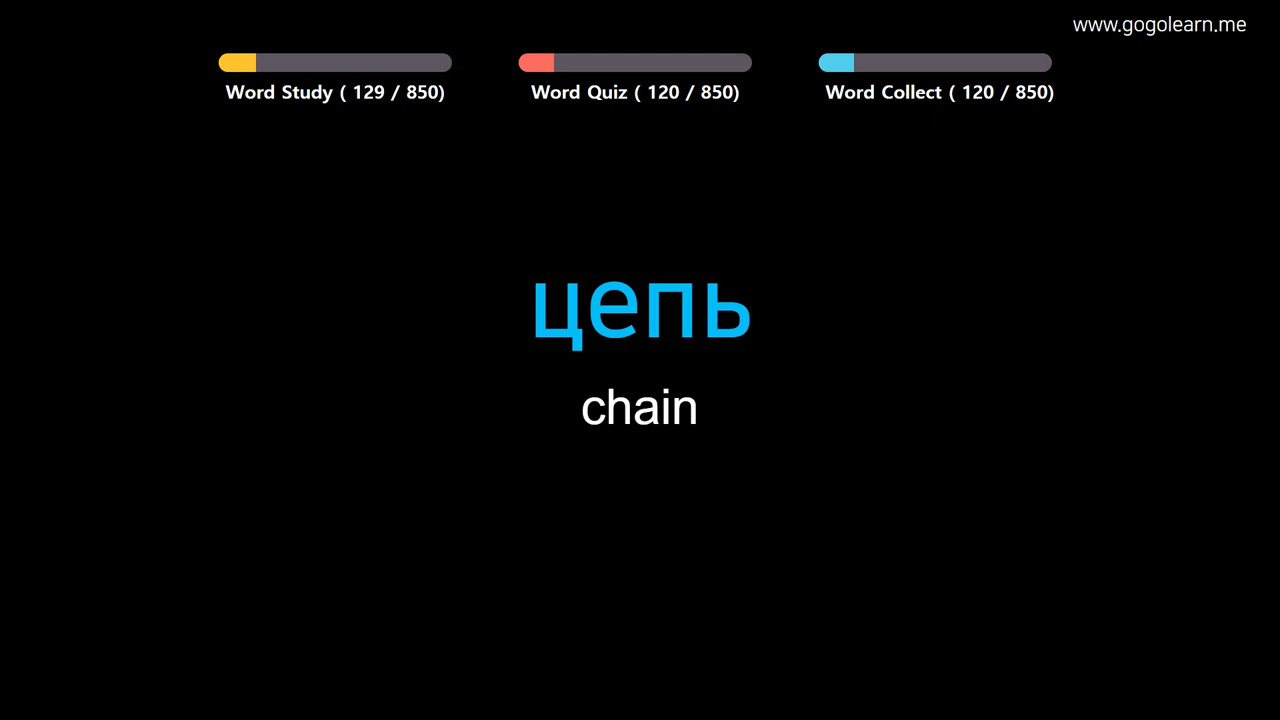 www.gogolearn.me
Word Study ( 129 / 850)
Word Quiz ( 120 / 850)
Word Collect ( 120 / 850)
цепь
chain